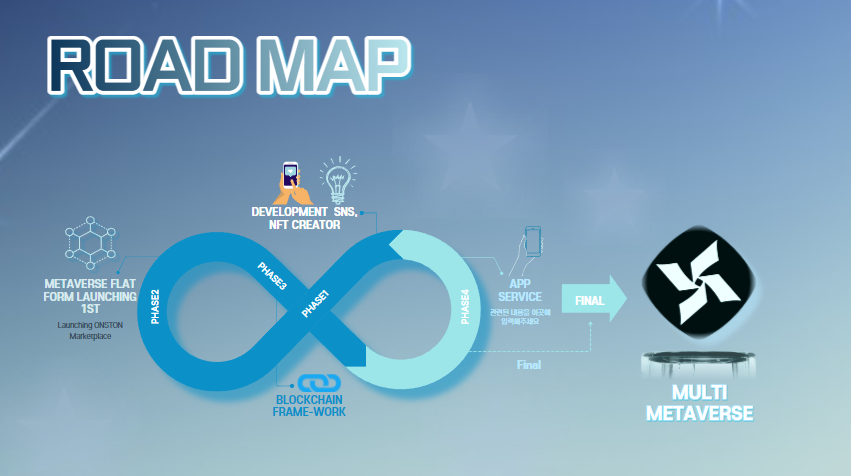 ROAD MAP
DEVELOPMENT SNS,
NFT CREATOR
METAVERSE FLAT
FORM LAUNCHING
1ST
Launching ONSTON
Marketplace
PHASE2
PHASE3
PHASE1
PHASE4
APP
SERVICE
관련된 내용을 여기에
입력해주세요
FINAL
Final
BLOCKCHAIN
FRAME-WORK
MULTI
METAVERSE